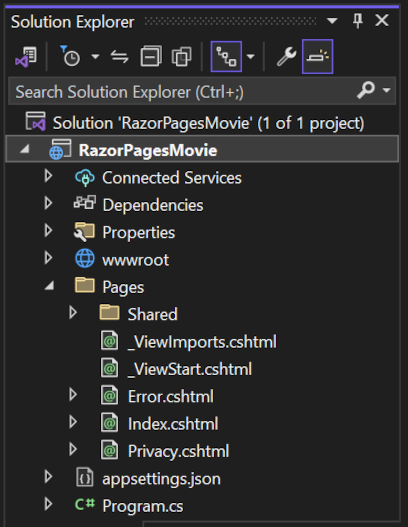 Solution Explorer
Search Solution Explorer (Ctrl+;)
Solution 'RazorPagesMovie' (1 of 1 project)
RazorPagesMovie
Connected Services
Dependencies
Properties
wwwroot
Pages
Shared
_ViewImports.cshtml
_ViewStart.cshtml
Error.cshtml
Index.cshtml
Privacy.cshtml
appsettings.json
C# Program.cs